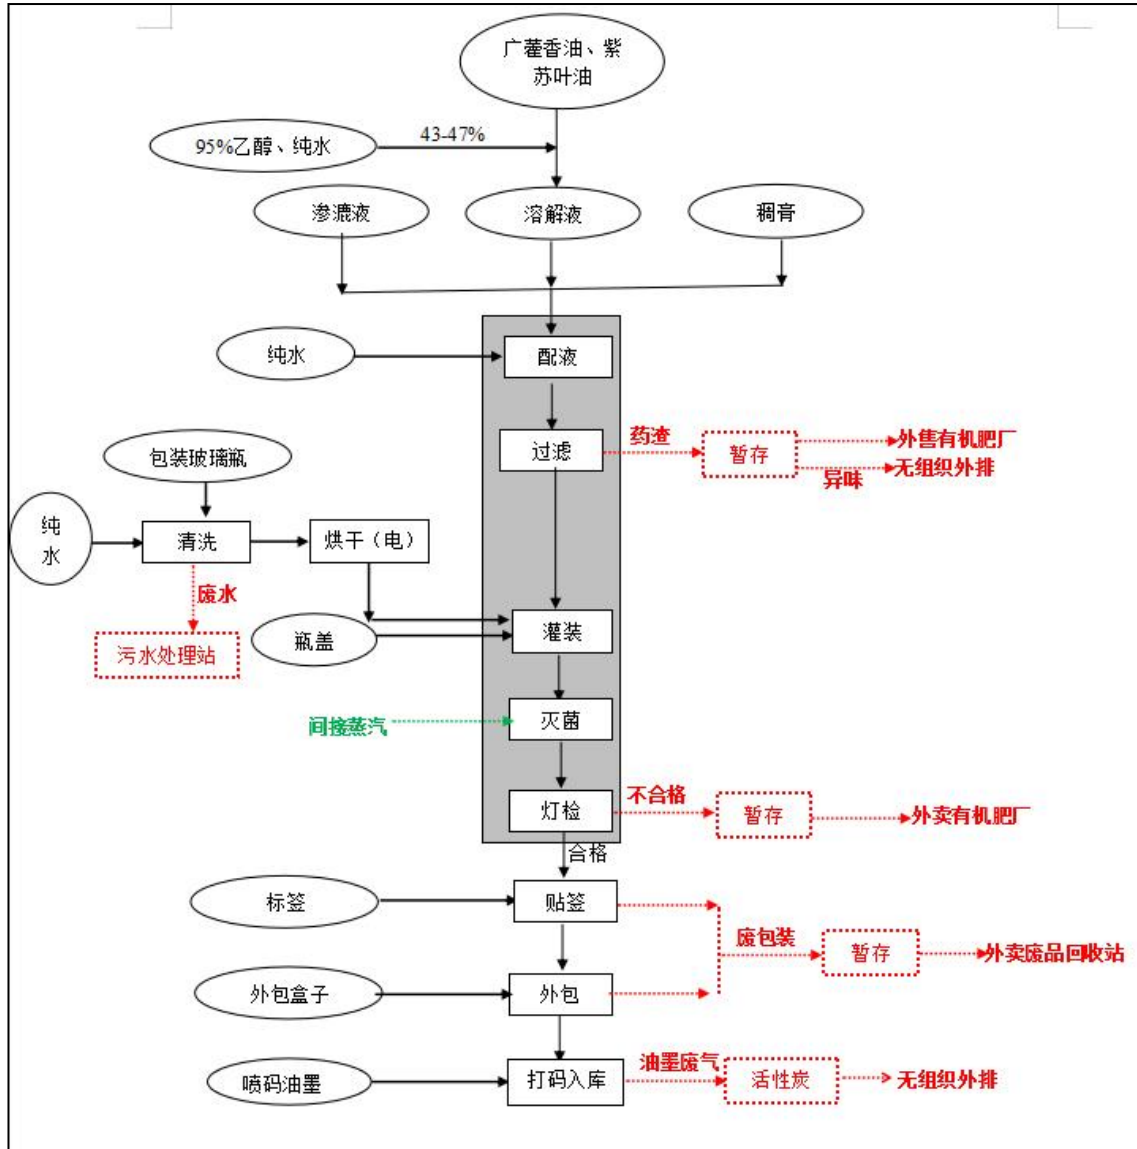 广藿香油、紫
苏叶油
43-47%
95%乙醇、纯水
渗漉液
溶解液
稠膏
纯水
配液
过滤
药渣
暂存
外售有机肥厂
异味
无组织外排
包装玻璃瓶
纯
水
清洗
烘干（电）
废水
污水处理站
瓶盖
灌装
间接蒸汽
灭菌
灯检
不合格
暂存
外卖有机肥厂
合格
标签
贴签
废包装
暂存
外卖废品回收站
外包盒子
外包
喷码油墨
打码入库
油墨废气
活性炭
无组织外排